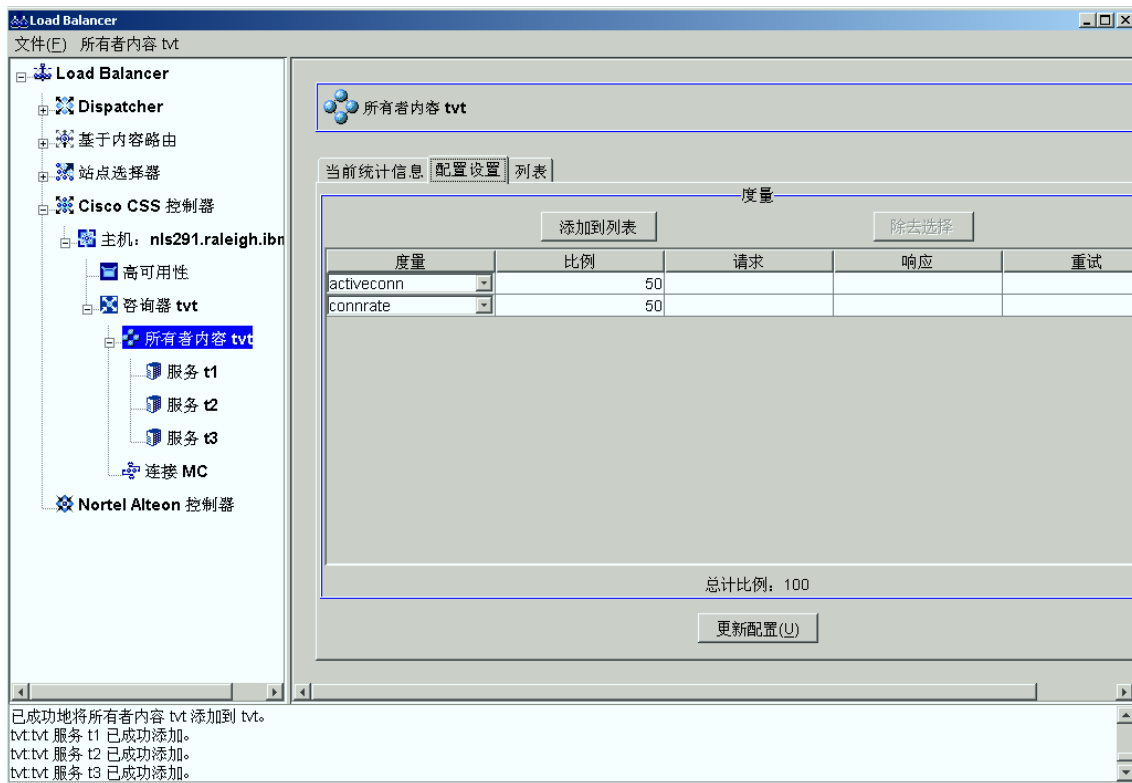 Load Balancer
文件(F) 所有者内容 tvt
Load Balancer
Dispatcher
基于内容路由
站点选择器
Cisco CSS 控制器
主机：nls291.raleigh.ibm
高可用性
咨询器 tvt
所有者内容 tvt
服务 t1
服务 t2
服务 t3
连接 MC
Nortel Alteon 控制器
所有者内容 tvt
当前统计信息 配置设置 列表
度量
添加到列表 除去选择
度量 比例 请求 响应 重试
activeconn 50
connrate 50
总计比例：100
更新配置(U)
已成功地将所有者内容 tvt 添加到 tvt。
tvt:tvt 服务 t1 已成功添加。
tvt:tvt 服务 t2 已成功添加。
tvt:tvt 服务 t3 已成功添加。